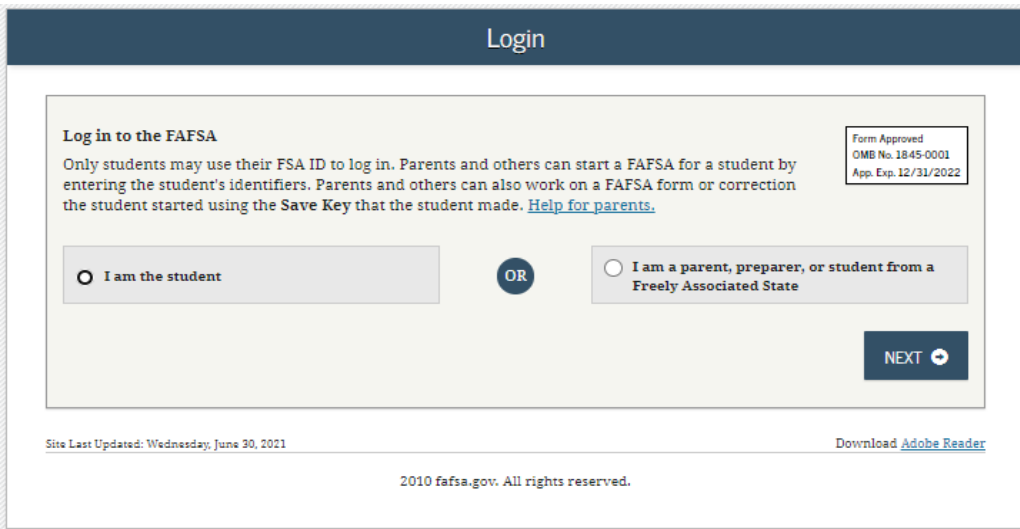 Login
Log in to the FAFSA
Only students may use their FSA ID to log in. Parents and others can start a FAFSA for a student by
entering the student's identifiers. Parents and others can also work on a FAFSA form or correction
the student started using the Save Key that the student made. Help for parents.
Form Approved
OMB No. 1845-0001
App. Exp. 12/31/2022
I am the student
OR
I am a parent, preparer, or student from a
Freely Associated State
NEXT
Site Last Updated: Wednesday, June 30, 2021
Download Adobe Reader
2010 fafsa.gov. All rights reserved.